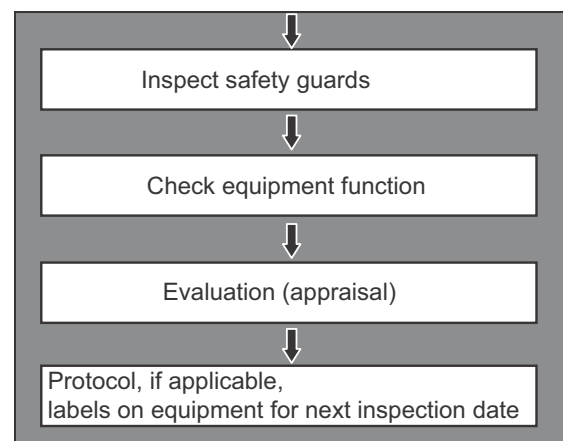 Inspect safety guards
Check equipment function
Evaluation (appraisal)
Protocol, if applicable,
labels on equipment for next inspection date